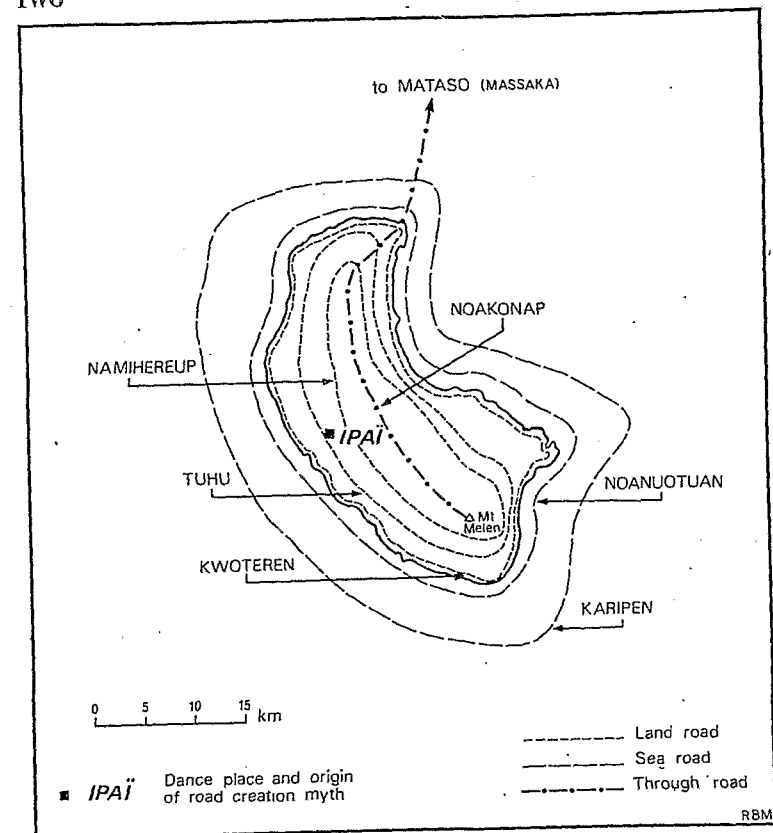 Two
to MATASO (MASSAKA)
NOAKONAP
NAMIHEREUP
IPAÏ
TUHU
NOANUOTUAN
Mt
Melen
KWOTEREN
KARIPEN
0 5 10 15 km
Land road
Sea road
Through road
IPAÏ Dance place and origin
of road creation myth
RBM